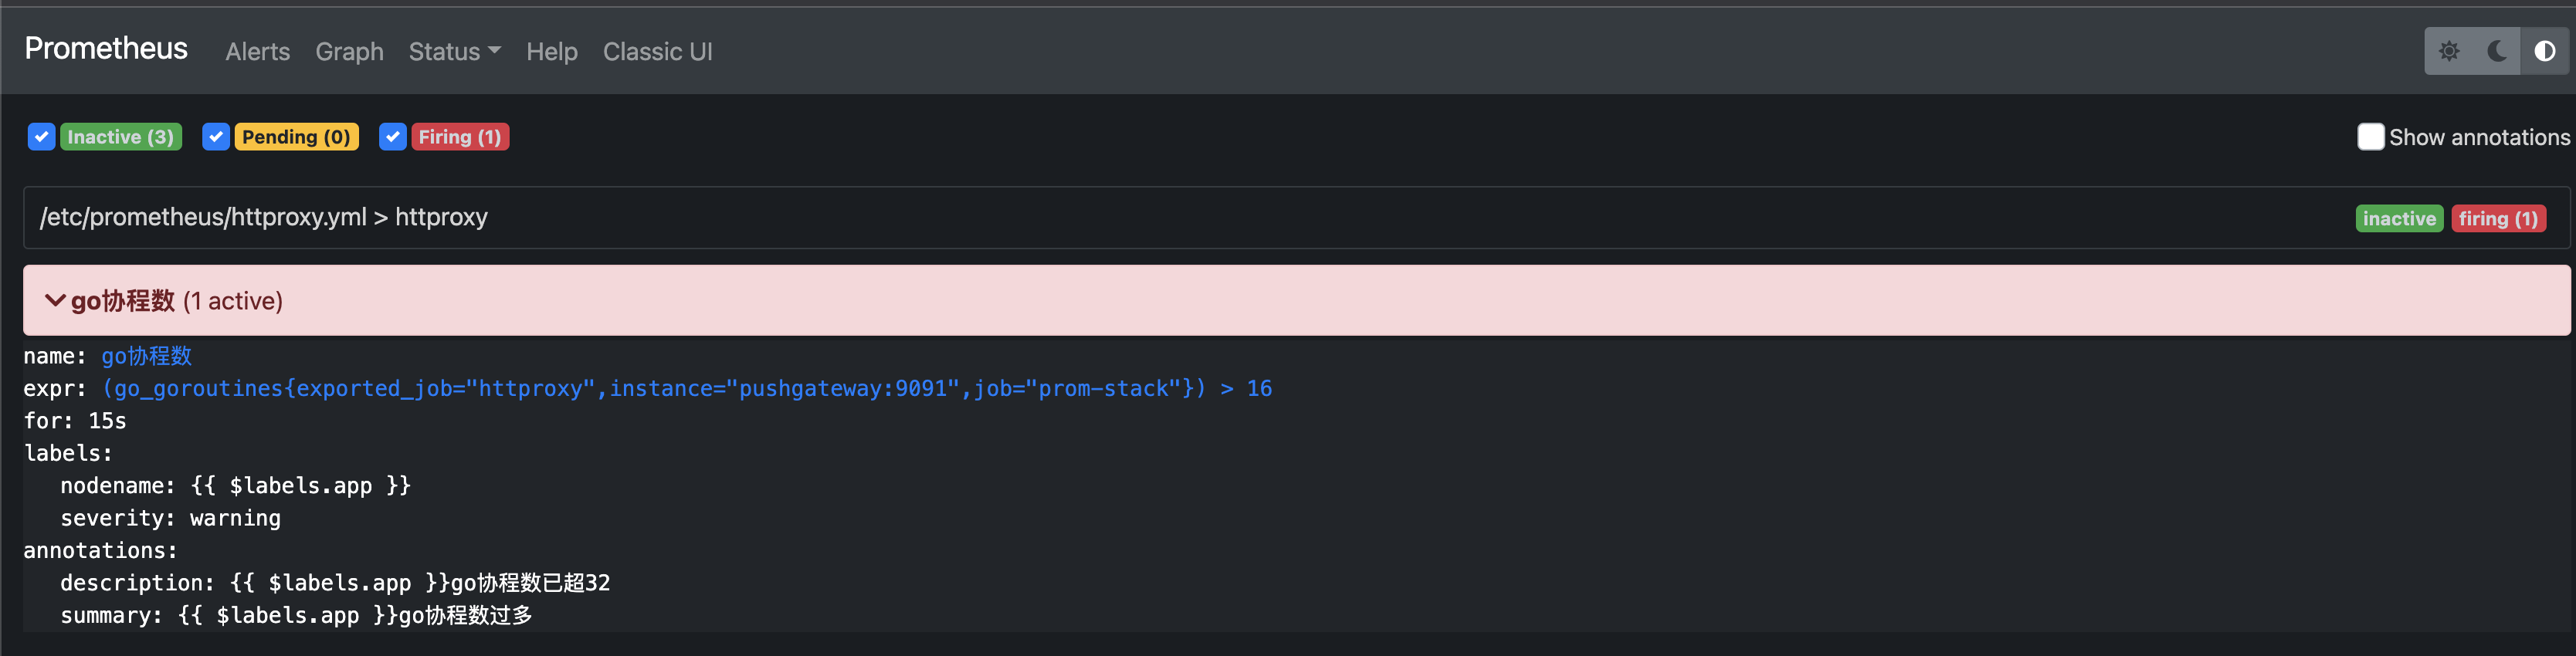 Prometheus Alerts Graph Status Help Classic UI
Inactive (3) Pending (0) Firing (1) Show annotations
/etc/prometheus/httproxy.yml > httproxy inactive firing (1)
go协程数 (1 active)
name: go协程数
expr: (go_goroutines{exported_job="httproxy",instance="pushgateway:9091",job="prom-stack"}) > 16
for: 15s
labels:
nodename: {{ $labels.app }}
severity: warning
annotations:
description: {{ $labels.app }}go协程数已超32
summary: {{ $labels.app }}go协程数过多